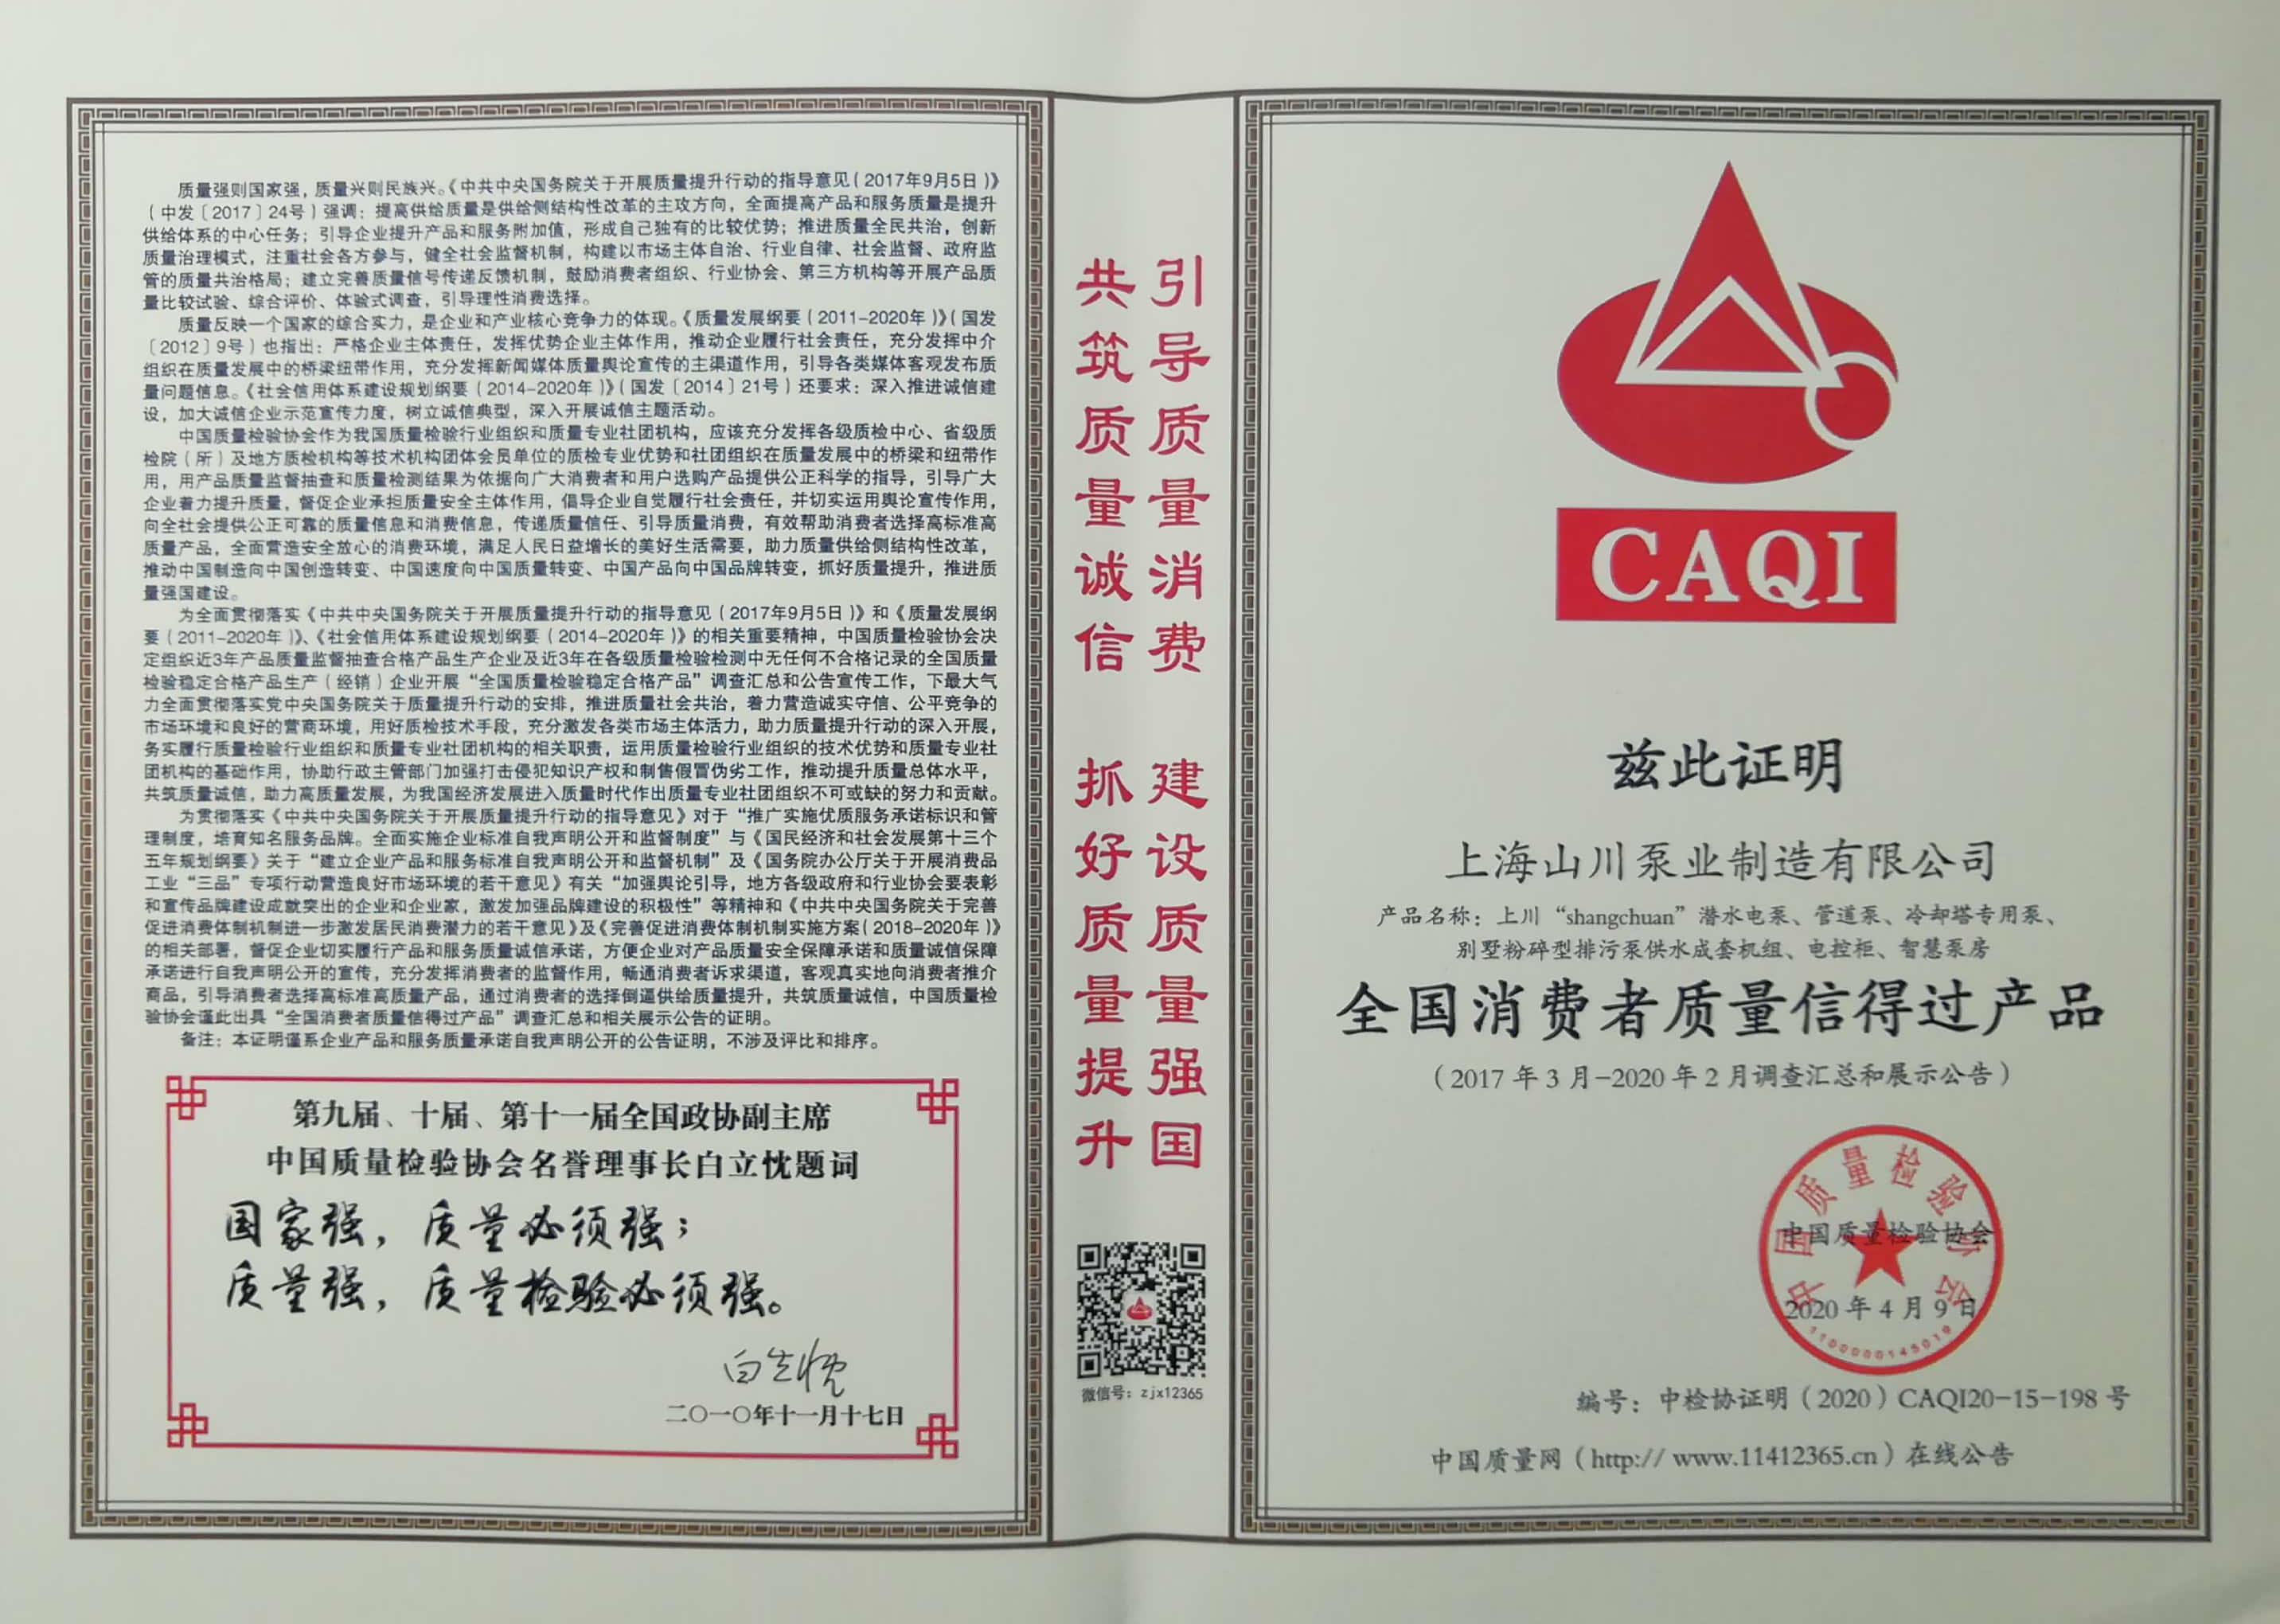 质量强则国家强，质量兴则民族兴。《中共中央国务院关于开展质量提升行动的指导意见（2017年9月5日）》
（中发〔2017〕24号）强调：提高供给质量是供给侧结构性改革的主攻方向，全面提高产品和服务质量是提升
供给体系的中心任务；引导企业提升产品和服务附加值，形成自己独有的比较优势；推进质量全民共治，创新
质量治理模式，注重社会各方参与，健全社会监督机制，构建以市场主体自治、行业自律、社会监督、政府监
管的质量共治格局；建立完善质量信号传递反馈机制，鼓励消费者组织、行业协会、第三方机构等开展产品质
量比较试验、综合评价、体验式调查，引导理性消费选择。
质量反映一个国家的综合实力，是企业和产业核心竞争力的体现。《质量发展纲要（2011-2020年）》（国发
〔2012〕9号）也指出：严格企业主体责任，发挥优势企业主体作用，推动企业履行社会责任，充分发挥中介
组织在质量发展中的桥梁纽带作用，充分发挥新闻媒体质量舆论宣传的主渠道作用，引导各类媒体客观发布质
量问题信息。《社会信用体系建设规划纲要（2014-2020年）》（国发〔2014〕21号）还要求：深入推进诚信建
设，加大诚信企业示范宣传力度，树立诚信典型，深入开展诚信主题活动。
中国质量检验协会作为我国质量检验行业组织和质量专业社团机构，应该充分发挥各级质检中心、省级质
检院（所）及地方质检机构等技术机构团体会员单位的质检专业优势和社团组织在质量发展中的桥梁和纽带作
用，用产品质量监督抽查和质量检测结果为依据向广大消费者和用户选购产品提供公正科学的指导，引导广大
企业着力提升质量，督促企业承担质量安全主体作用，倡导企业自觉履行社会责任，并切实运用舆论宣传作用，
向全社会提供公正可靠的质量信息和消费信息，传递质量信任、引导质量消费，有效帮助消费者选择高标准高
质量产品，全面营造安全放心的消费环境，满足人民日益增长的美好生活需要，助力质量供给侧结构性改革，
推动中国制造向中国创造转变、中国速度向中国质量转变、中国产品向中国品牌转变，抓好质量提升，推进质
量强国建设。
为全面贯彻落实《中共中央国务院关于开展质量提升行动的指导意见（2017年9月5日）》和《质量发展纲
要（2011-2020年）》、《社会信用体系建设规划纲要（2014-2020年）》的相关重要精神，中国质量检验协会决
定组织近3年产品质量监督抽查合格产品生产企业及近3年在各级质量检验检测中无任何不合格记录的全国质量
检验稳定合格产品生产（经销）企业开展“全国质量检验稳定合格产品”调查汇总和公告宣传工作，下最大气
力全面贯彻落实党中央国务院关于质量提升行动的安排，推进质量社会共治，着力营造诚实守信、公平竞争的
市场环境和良好的营商环境，用好质检技术手段，充分激发各类市场主体活力，助力质量提升行动的深入开展，
务实履行质量检验行业组织和质量专业社团机构的相关职责，运用质量检验行业组织的技术优势和质量专业社
团机构的基础作用，协助行政主管部门加强打击侵犯知识产权和制售假冒伪劣工作，推动提升质量总体水平，
共筑质量诚信，助力高质量发展，为我国经济发展进入质量时代作出质量专业社团组织不可或缺的努力和贡献。
为贯彻落实《中共中央国务院关于开展质量提升行动的指导意见》对于“推广实施优质服务承诺标识和管
理制度，培育知名服务品牌。全面实施企业标准自我声明公开和监督制度”与《国民经济和社会发展第十三个
五年规划纲要》关于“建立企业产品和服务标准自我声明公开和监督机制”及《国务院办公厅关于开展消费品
工业“三品”专项行动营造良好市场环境的若干意见》有关“加强舆论引导，地方各级政府和行业协会要表彰
和宣传品牌建设成就突出的企业和企业家，激发加强品牌建设的积极性”等精神和《中共中央国务院关于完善
促进消费体制机制进一步激发居民消费潜力的若干意见》及《完善促进消费体制机制实施方案（2018-2020年）》
的相关部署，督促企业切实履行产品和服务质量诚信承诺，方便企业对产品质量安全保障承诺和质量诚信保障
承诺进行自我声明公开的宣传，充分发挥消费者的监督作用，畅通消费者诉求渠道，客观真实地向消费者推介
商品，引导消费者选择高标准高质量产品，通过消费者的选择倒逼供给质量提升，共筑质量诚信，中国质量检
验协会谨此出具“全国消费者质量信得过产品”调查汇总和相关展示公告的证明。
备注：本证明谨系企业产品和服务质量承诺自我声明公开的公告证明，不涉及评比和排序。
第九届、十届、第十一届全国政协副主席
中国质量检验协会名誉理事长白立忱题词
国家强，质量必须强；
质量强，质量检验必须强。
白立忱
二〇一〇年十一月十七日
引导质量消费 建设质量强国
共筑质量诚信 抓好质量提升
微信号：zjx12365
CAQI
兹此证明
上海山川泵业制造有限公司
产品名称：上川“shangchuan”潜水电泵、管道泵、冷却塔专用泵、
别墅粉碎型排污泵供水成套机组、电控柜、智慧泵房
全国消费者质量信得过产品
（2017 年 3 月-2020 年 2 月调查汇总和展示公告）
中国质量检验协会
中国质量检验协会
2020 年 4 月 9 日
1100000145019
编号：中检协证明（2020）CAQI20-15-198 号
中国质量网（http:// www.11412365.cn）在线公告